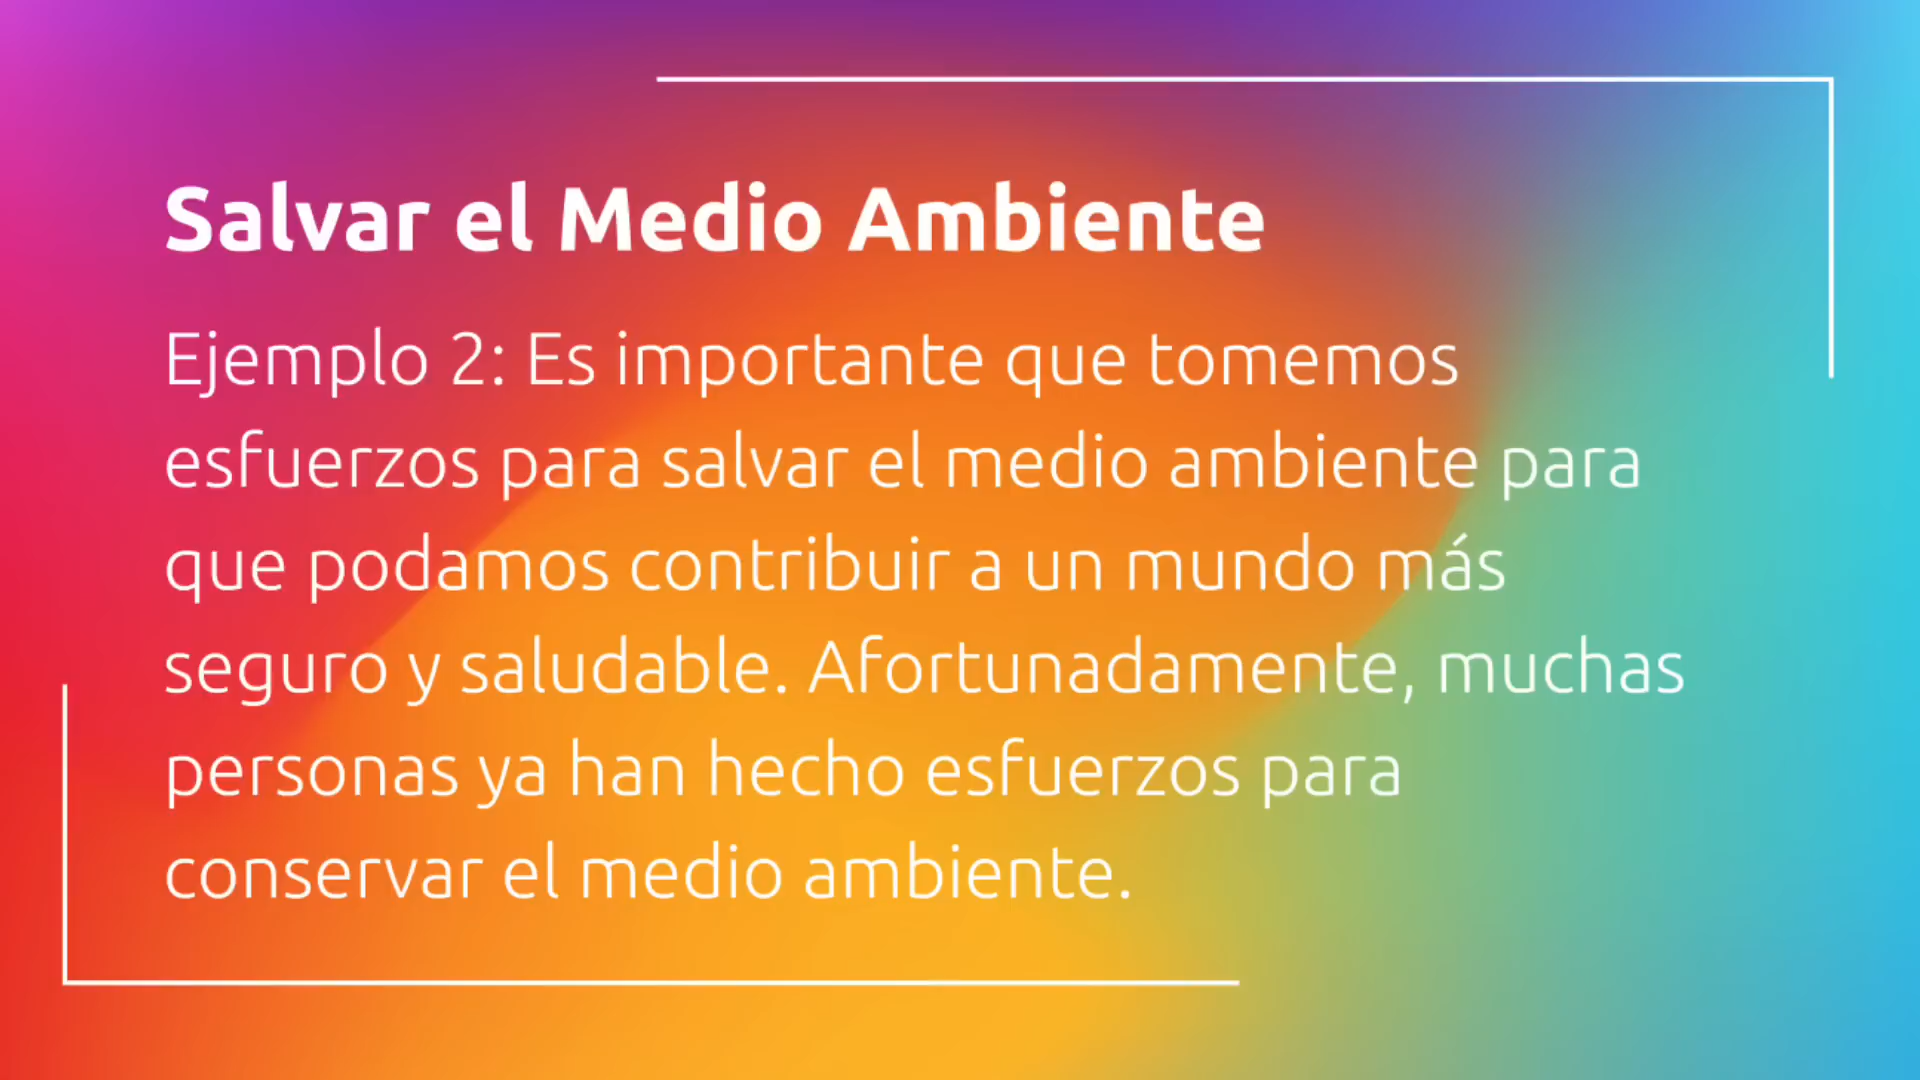 Salvar el Medio Ambiente
Ejemplo 2: Es importante que tomemos
esfuerzos para salvar el medio ambiente para
que podamos contribuir a un mundo más
seguro y saludable. Afortunadamente, muchas
personas ya han hecho esfuerzos para
conservar el medio ambiente.